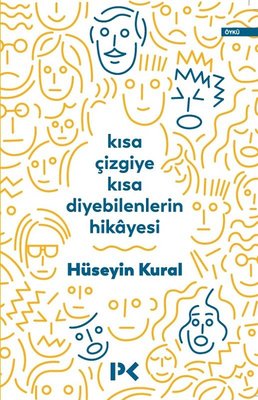 ÖYKÜ
kısa
çizgiye
kısa
diyebilenlerin
hikâyesi
Hüseyin Kural
PK